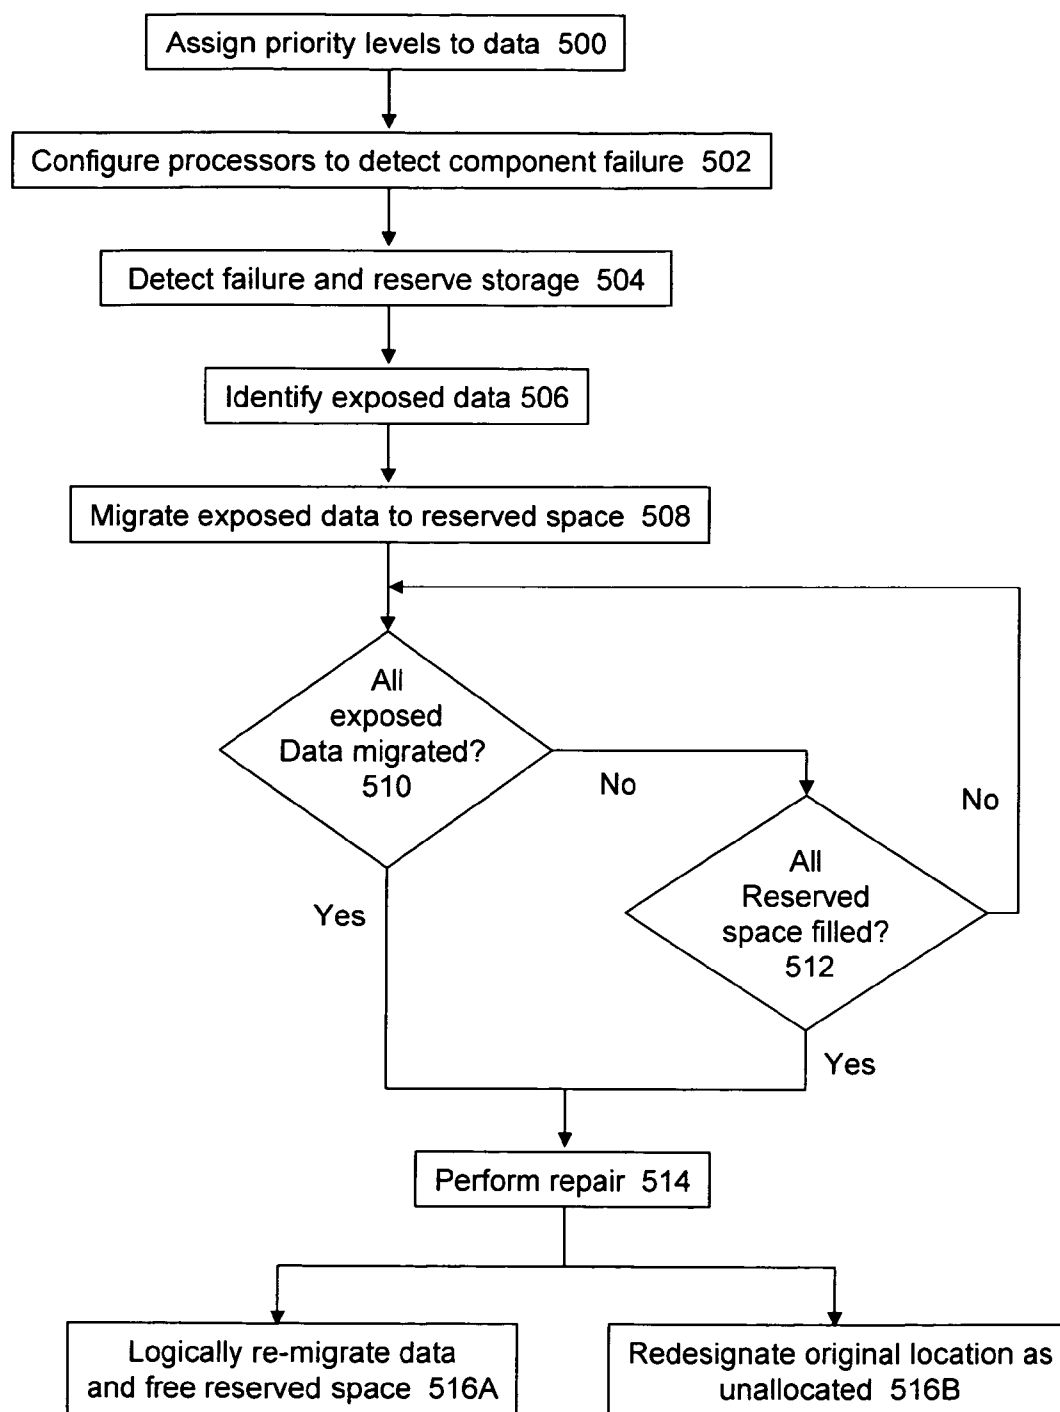 Assign priority levels to data 500
Configure processors to detect component failure 502
Detect failure and reserve storage 504
Identify exposed data 506
Migrate exposed data to reserved space 508
All
exposed
Data migrated?
510
No
No
All
Reserved
space filled?
512
Yes
Yes
Perform repair 514
Logically re-migrate data
and free reserved space 516A
Redesignate original location as
unallocated 516B